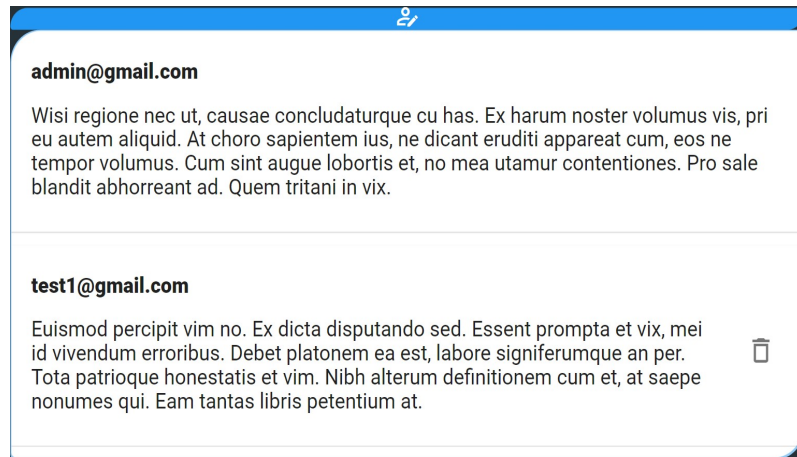 admin@gmail.com
Wisi regione nec ut, causae concludaturque cu has. Ex harum noster volumus vis, pri
eu autem aliquid. At choro sapientem ius, ne dicant eruditi appareat cum, eos ne
tempor volumus. Cum sint augue lobortis et, no mea utamur contentiones. Pro sale
blandit abhorreant ad. Quem tritani in vix.
test1@gmail.com
Euismod percipit vim no. Ex dicta disputando sed. Essent prompta et vix, mei
id vivendum erroribus. Debet platonem ea est, labore signiferumque an per.
Tota patrioque honestatis et vim. Nibh alterum definitionem cum et, at saepe
nonumes qui. Eam tantas libris petentium at.